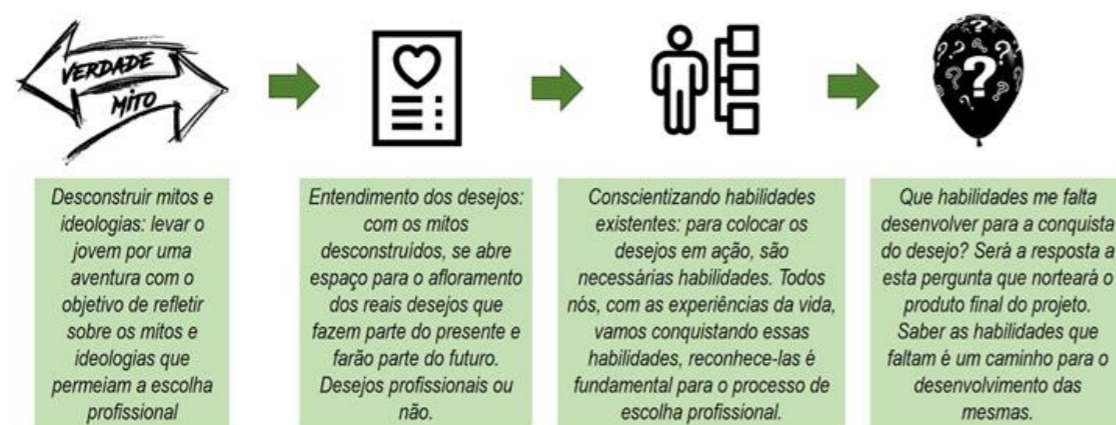 VERDADE
MİTO
Desconstruir mitos e
ideologias: levar o
jovem por uma
aventura com o
objetivo de refletir
sobre os mitos e
ideologias que
permeiam a escolha
profissional
Entendimento dos desejos:
com os mitos
desconstruídos, se abre
espaço para o afloramento
dos reais desejos que
fazem parte do presente e
farão parte do futuro.
Desejos profissionais ou
não.
Conscientizando habilidades
existentes: para colocar os
desejos em ação, são
necessárias habilidades. Todos
nós, com as experiências da vida,
vamos conquistando essas
habilidades, reconhece-las é
fundamental para o processo de
escolha profissional.
Que habilidades me falta
desenvolver para a conquista
do desejo? Será a resposta a
esta pergunta que norteará o
produto final do projeto.
Saber as habilidades que
faltam é um caminho para o
desenvolvimento das
mesmas.